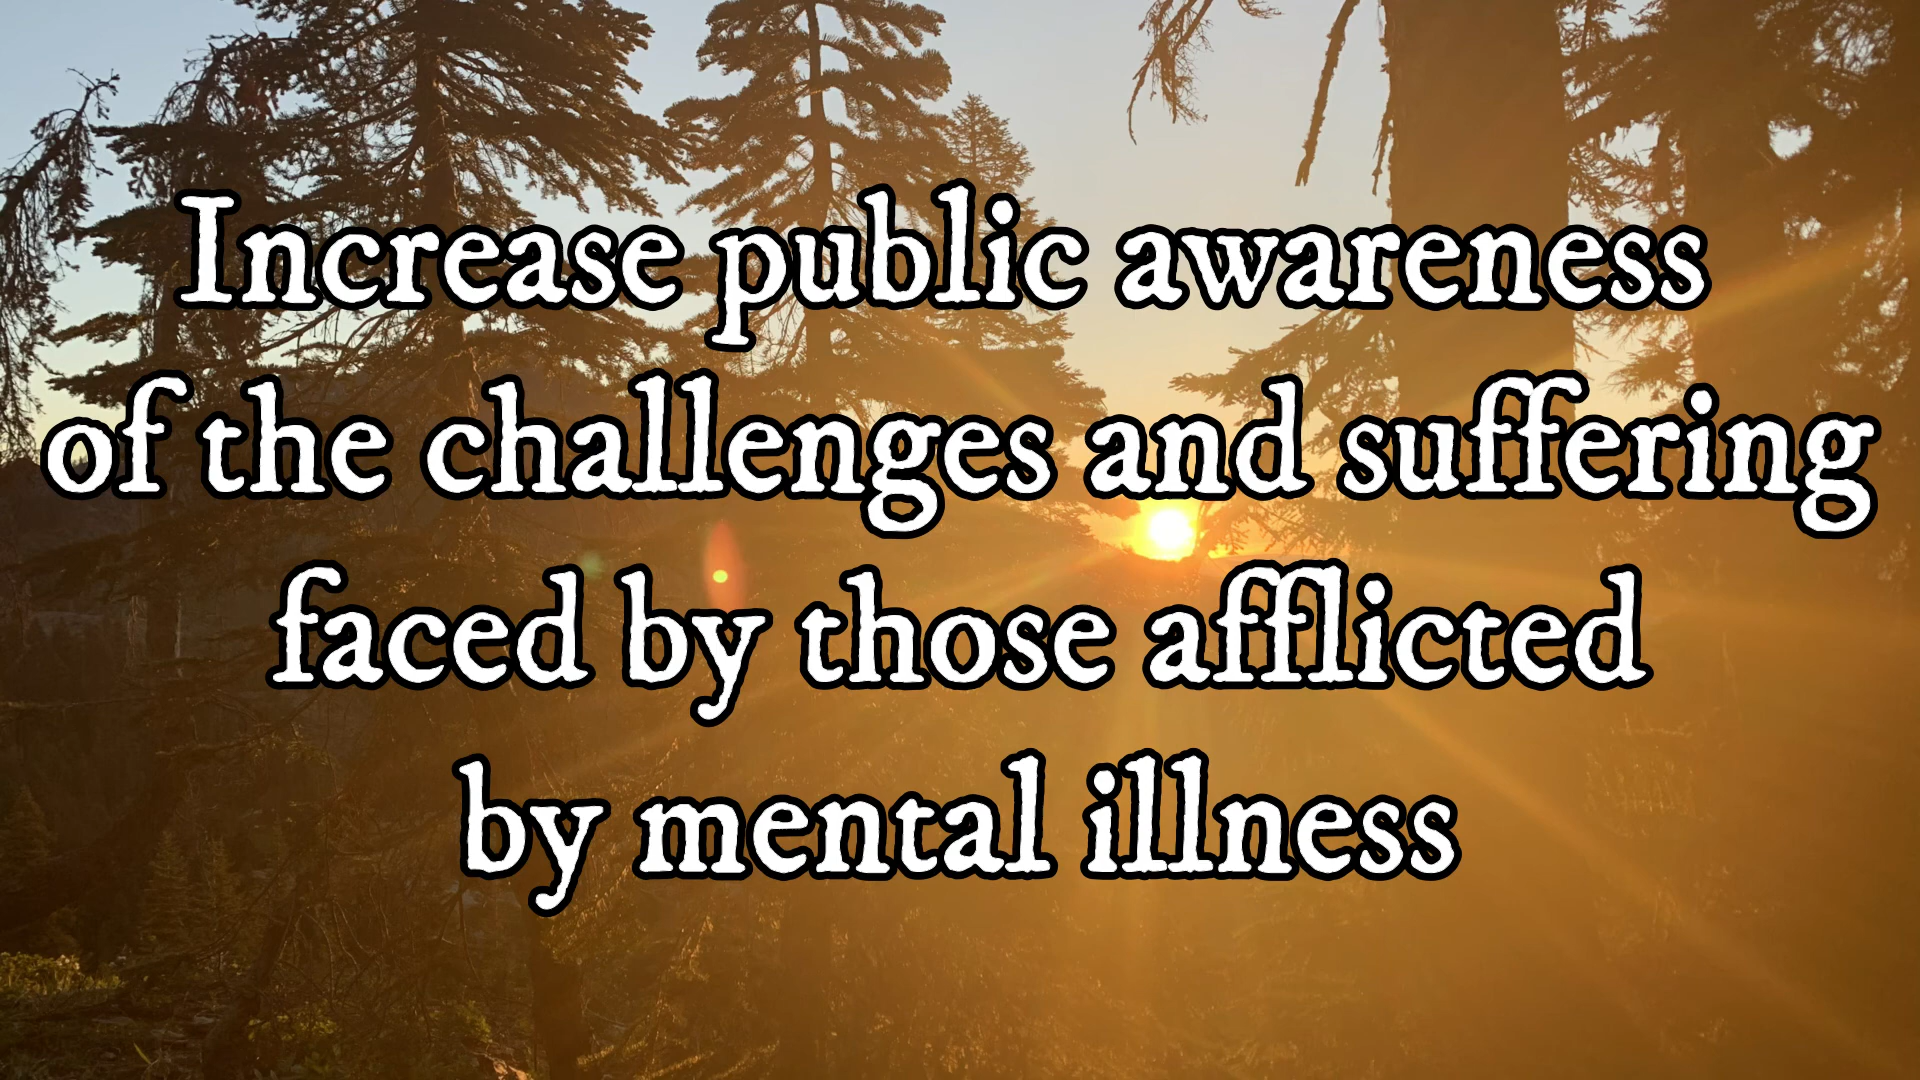 Increase public awareness
of the challenges and suffering
faced by those afflicted
by mental illness